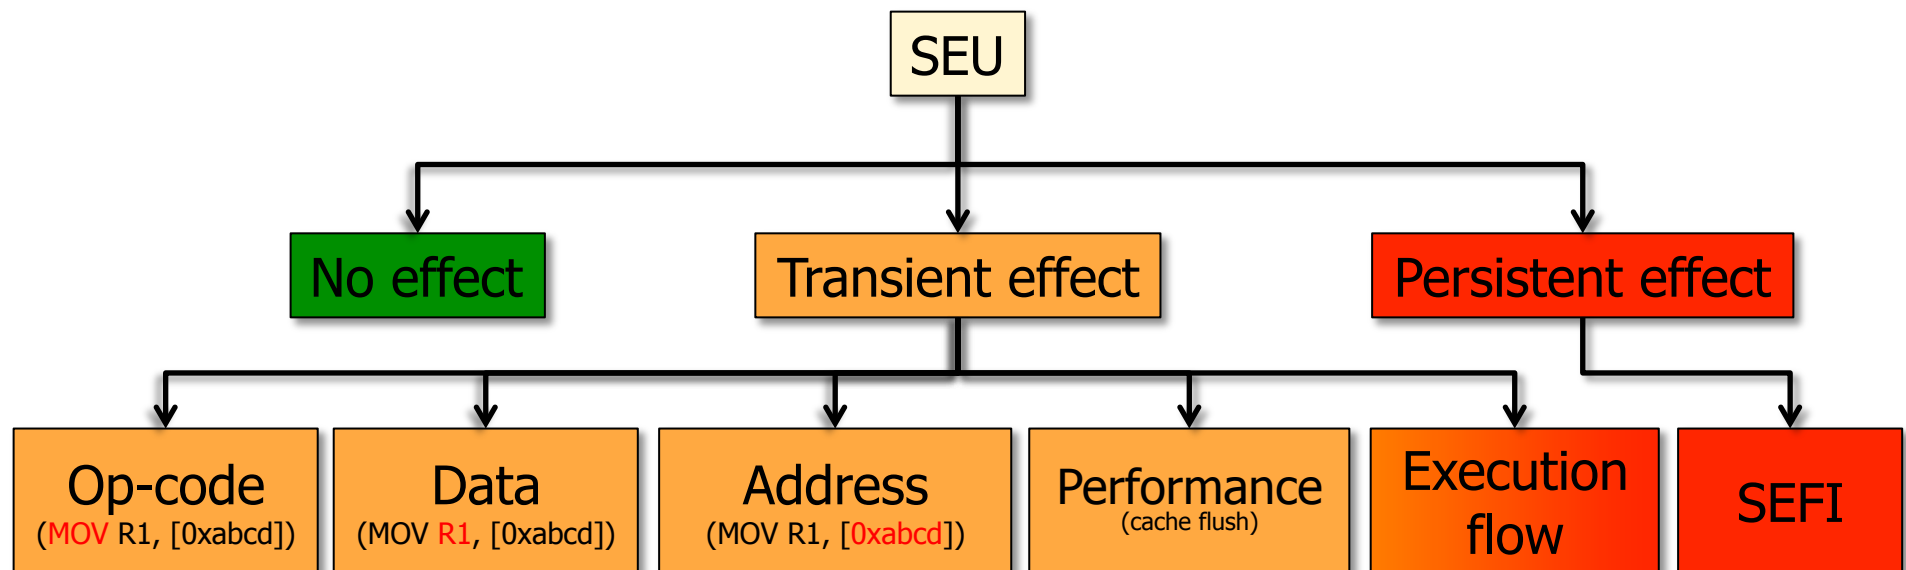 SEU
No effect
Transient effect
Persistent effect
Op-code
(MOV R1, [0xabcd])
Data
(MOV R1, [0xabcd])
Address
(MOV R1, [0xabcd])
Performance
(cache flush)
Execution
flow
SEFI